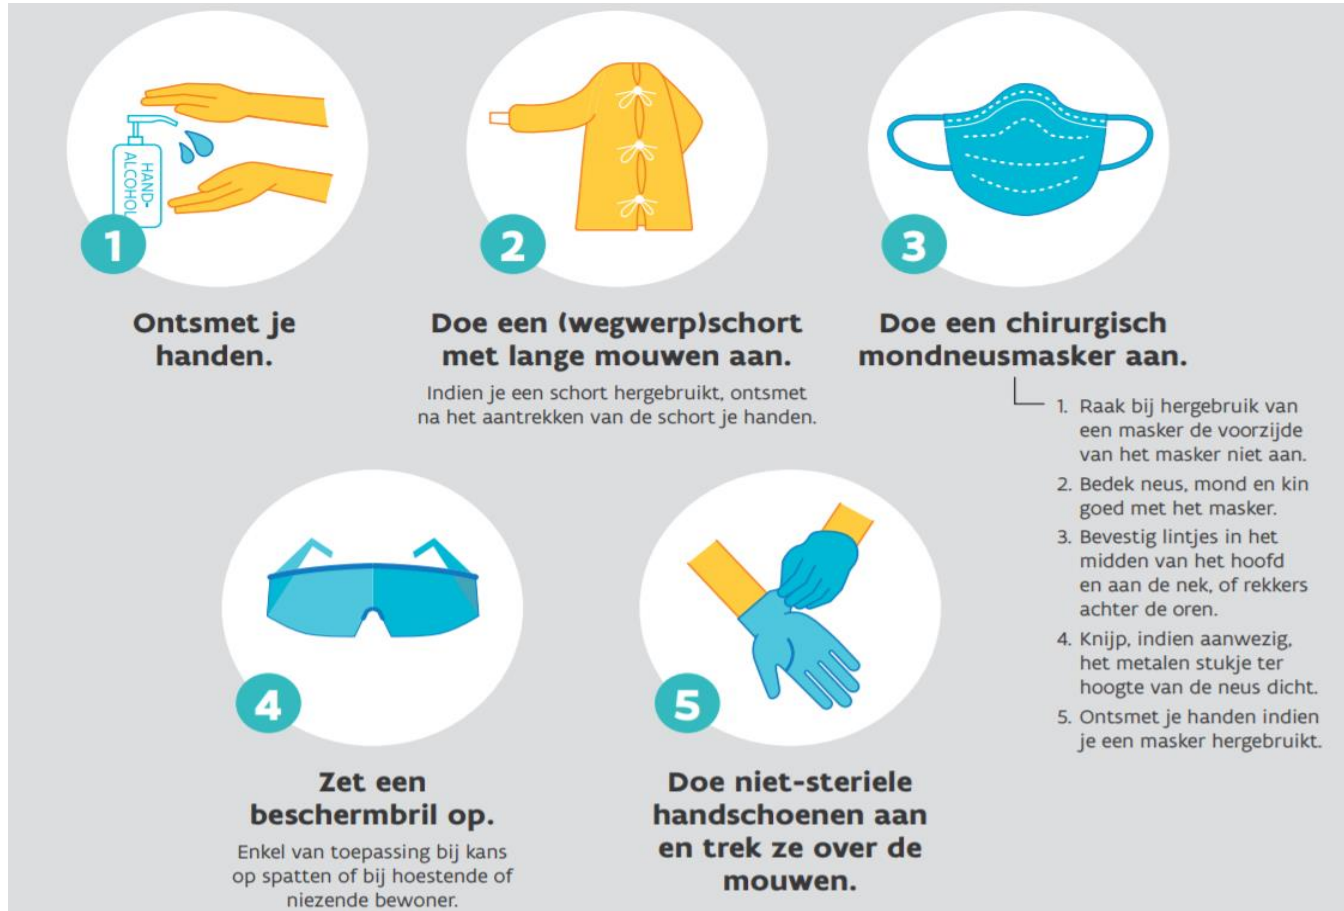 HAND-
ALCOHOL
1
Ontsmet je
handen.
2
Doe een (wegwerp)schort
met lange mouwen aan.
Indien je een schort hergebruikt, ontsmet
na het aantrekken van de schort je handen.
3
Doe een chirurgisch
mondneusmasker aan.
1. Raak bij hergebruik van
een masker de voorzijde
van het masker niet aan.
2. Bedek neus, mond en kin
goed met het masker.
3. Bevestig lintjes in het
midden van het hoofd
en aan de nek, of rekkers
achter de oren.
4. Knijp, indien aanwezig,
het metalen stukje ter
hoogte van de neus dicht.
5. Ontsmet je handen indien
je een masker hergebruikt.
4
Zet een
beschermbril op.
Enkel van toepassing bij kans
op spatten of bij hoestende of
niezende bewoner.
5
Doe niet-steriele
handschoenen aan
en trek ze over de
mouwen.